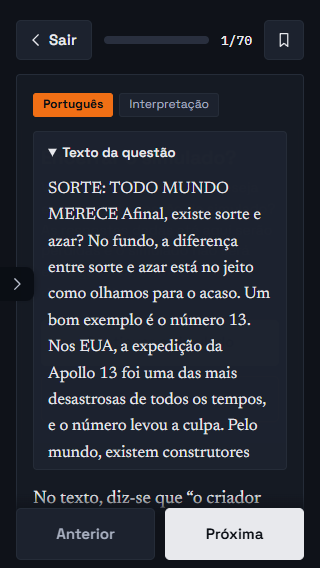 Sair
1/70
Português
Interpretação
▼ Texto da questão
SORTE: TODO MUNDO
MERECE Afinal, existe sorte e
azar? No fundo, a diferença
entre sorte e azar está no jeito
como olhamos para o acaso. Um
bom exemplo é o número 13.
Nos EUA, a expedição da
Apollo 13 foi uma das mais
desastrosas de todos os tempos,
e o número levou a culpa. Pelo
mundo, existem construtores
No texto, diz-se que “o criador
Anterior
Próxima